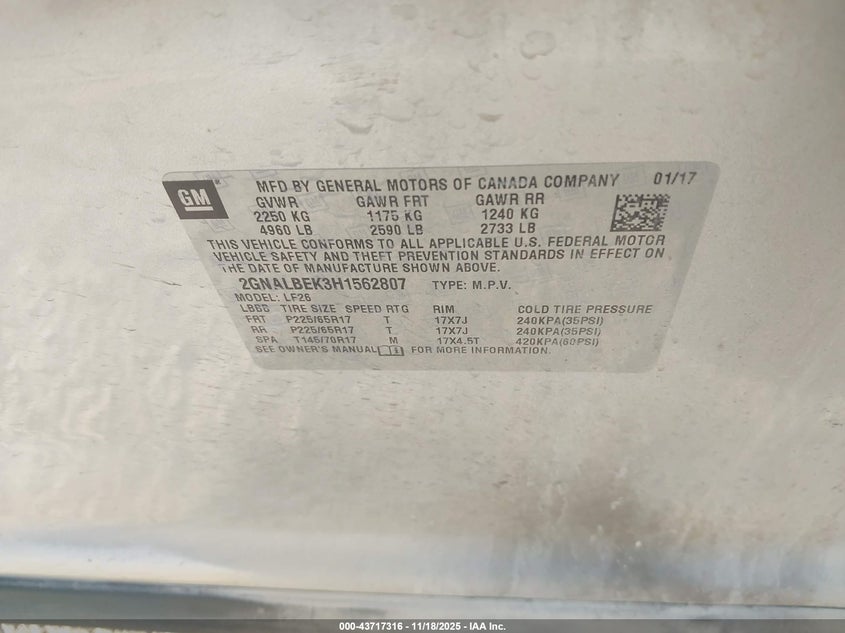 GM
MFD BY GENERAL MOTORS OF CANADA COMPANY 01/17
GVWR GAWR FRT GAWR RR
2250 KG 1175 KG 1240 KG
4960 LB 2590 LB 2733 LB
THIS VEHICLE CONFORMS TO ALL APPLICABLE U.S. FEDERAL MOTOR
VEHICLE SAFETY AND THEFT PREVENTION STANDARDS IN EFFECT ON
THE DATE OF MANUFACTURE SHOWN ABOVE.
2GNALBEK3H1562807 TYPE: M.P.V.
MODEL: LF26
TIRE SIZE SPEED RTG RIM COLD TIRE PRESSURE
FRT P225/65R17 T 17X7J 240KPA(35PSI)
RR P225/65R17 T 17X7J 240KPA(35PSI)
SPA T145/70R17 M 17X4.5T 420KPA(60PSI)
SEE OWNER'S MANUAL FOR MORE INFORMATION.
000-43717316 - 11/18/2025 - IAA Inc.